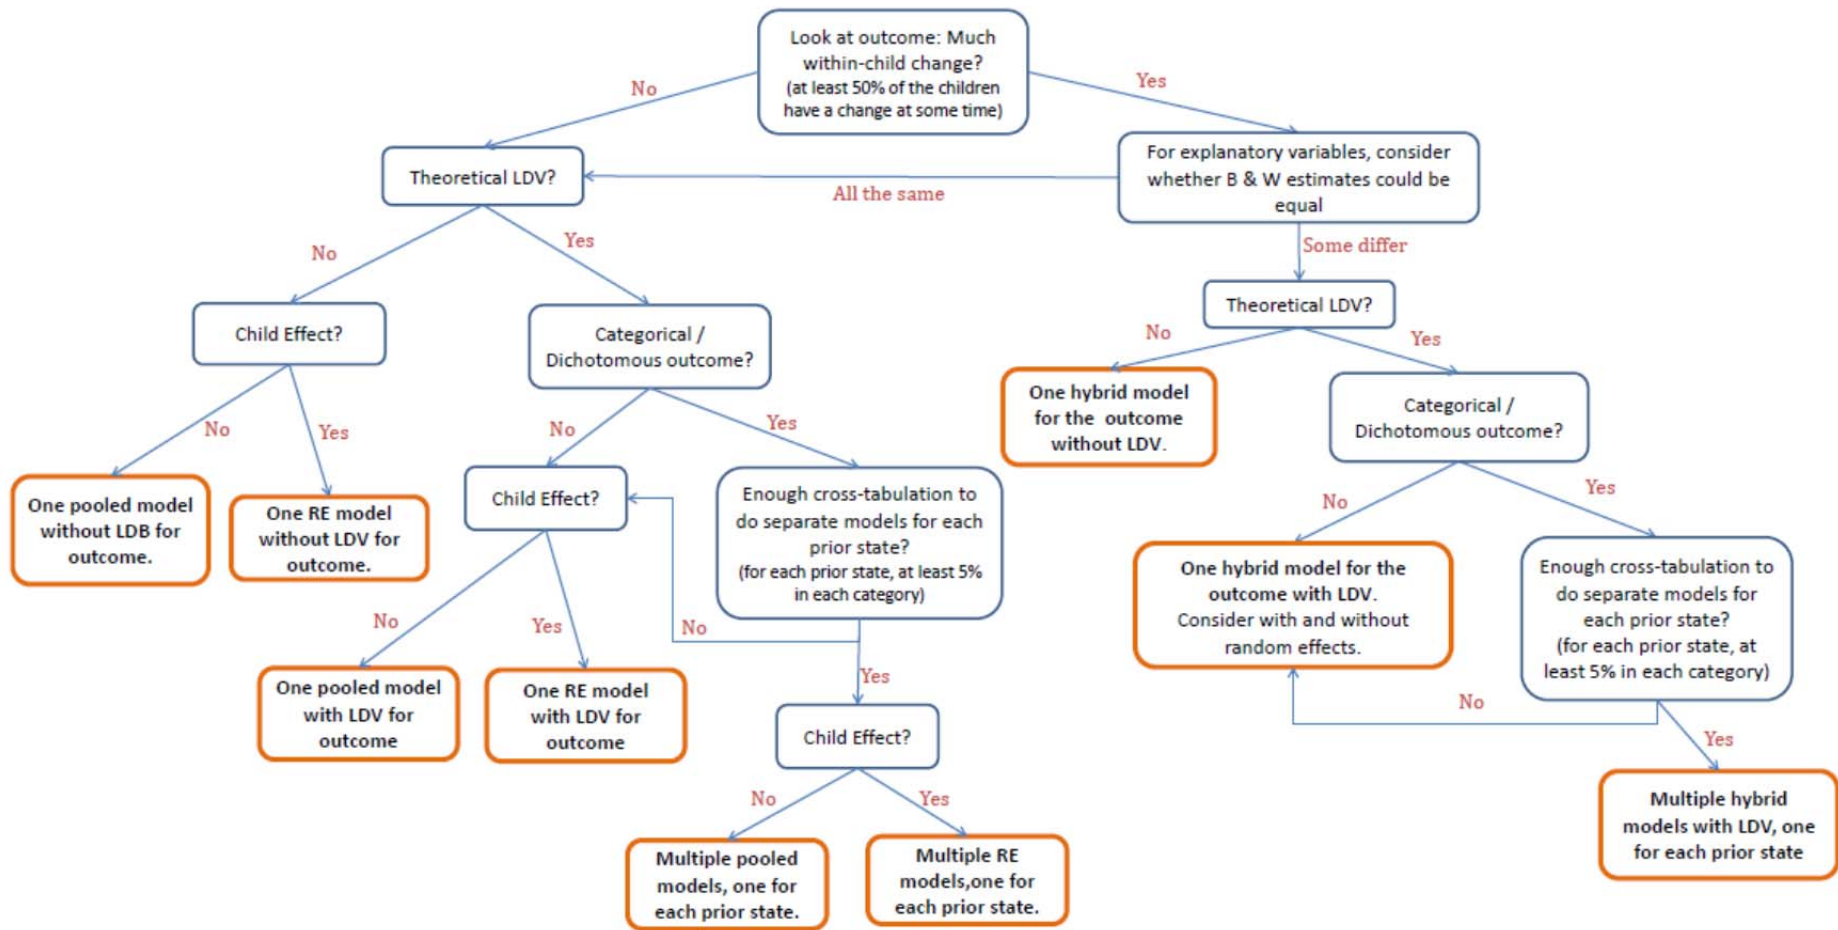 Look at outcome: Much
within-child change?
(at least 50% of the children
have a change at some time)
No
Yes
Theoretical LDV?
All the same
For explanatory variables, consider
whether B & W estimates could be
equal
No
Yes
Some differ
Child Effect?
Categorical /
Dichotomous outcome?
Theoretical LDV?
No
Yes
No
Yes
No
Yes
One pooled model
without LDB for
outcome.
One RE model
without LDV for
outcome.
Child Effect?
Enough cross-tabulation to
do separate models for each
prior state?
(for each prior state, at least 5%
in each category)
One hybrid model
for the outcome
without LDV.
Categorical /
Dichotomous outcome?
No
Yes
No
Yes
No
Yes
One pooled model
with LDV for
outcome
One RE model
with LDV for
outcome
Child Effect?
One hybrid model for the
outcome with LDV.
Consider with and without
random effects.
Enough cross-tabulation to
do separate models for
each prior state?
(for each prior state, at
least 5% in each category)
No
Yes
No
Yes
Multiple pooled
models, one for
each prior state.
Multiple RE
models,one for
each prior state.
Multiple hybrid
models with LDV, one
for each prior state